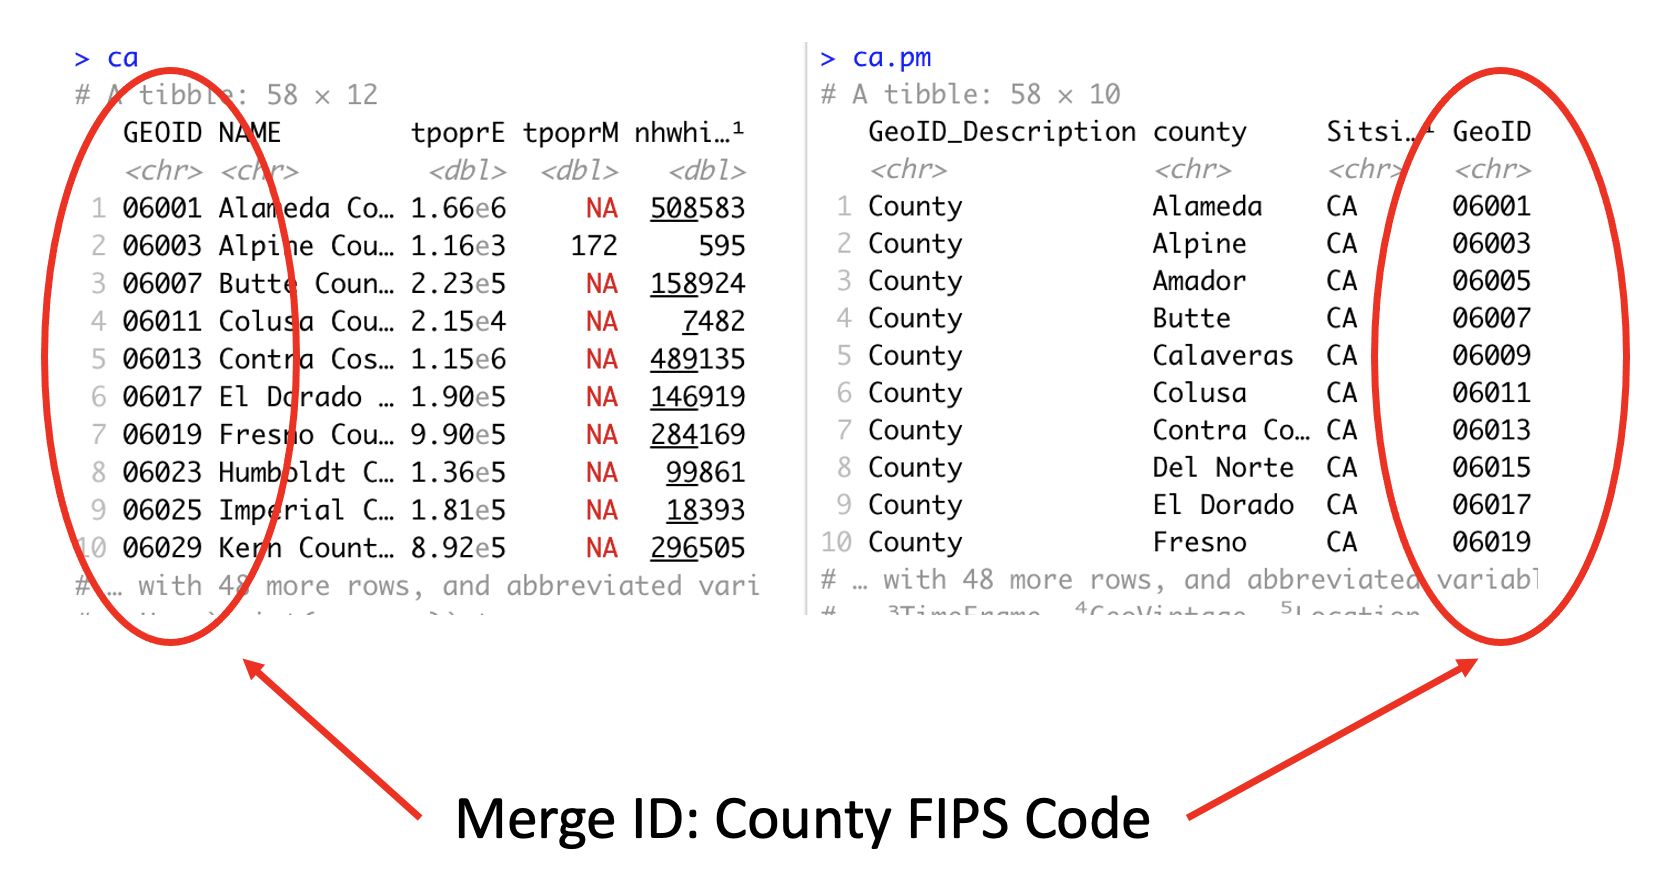 > ca
# A tibble: 58 × 12
GEOID NAME tpoprE tpoprM nhwhi…¹
<chr> <chr> <dbl> <dbl> <dbl>
1 06001 Alameda Co… 1.66e6 NA 508583
2 06003 Alpine Cou… 1.16e3 172 595
3 06007 Butte Coun… 2.23e5 NA 158924
4 06011 Colusa Cou… 2.15e4 NA 7482
5 06013 Contra Cos… 1.15e6 NA 489135
6 06017 El Dorado … 1.90e5 NA 146919
7 06019 Fresno Cou… 9.90e5 NA 284169
8 06023 Humboldt C… 1.36e5 NA 99861
9 06025 Imperial C… 1.81e5 NA 18393
10 06029 Kern Count… 8.92e5 NA 296505
# … with 48 more rows, and abbreviated vari
> ca.pm
# A tibble: 58 × 10
GeoID_Description county Sitsi…¹ GeoID
<chr> <chr> <chr> <chr>
1 County Alameda CA 06001
2 County Alpine CA 06003
3 County Amador CA 06005
4 County Butte CA 06007
5 County Calaveras CA 06009
6 County Colusa CA 06011
7 County Contra Co… CA 06013
8 County Del Norte CA 06015
9 County El Dorado CA 06017
10 County Fresno CA 06019
# … with 48 more rows, and abbreviated variabl
# ³TimeFrame, ⁴GeoVintage, ⁵Location
Merge ID: County FIPS Code